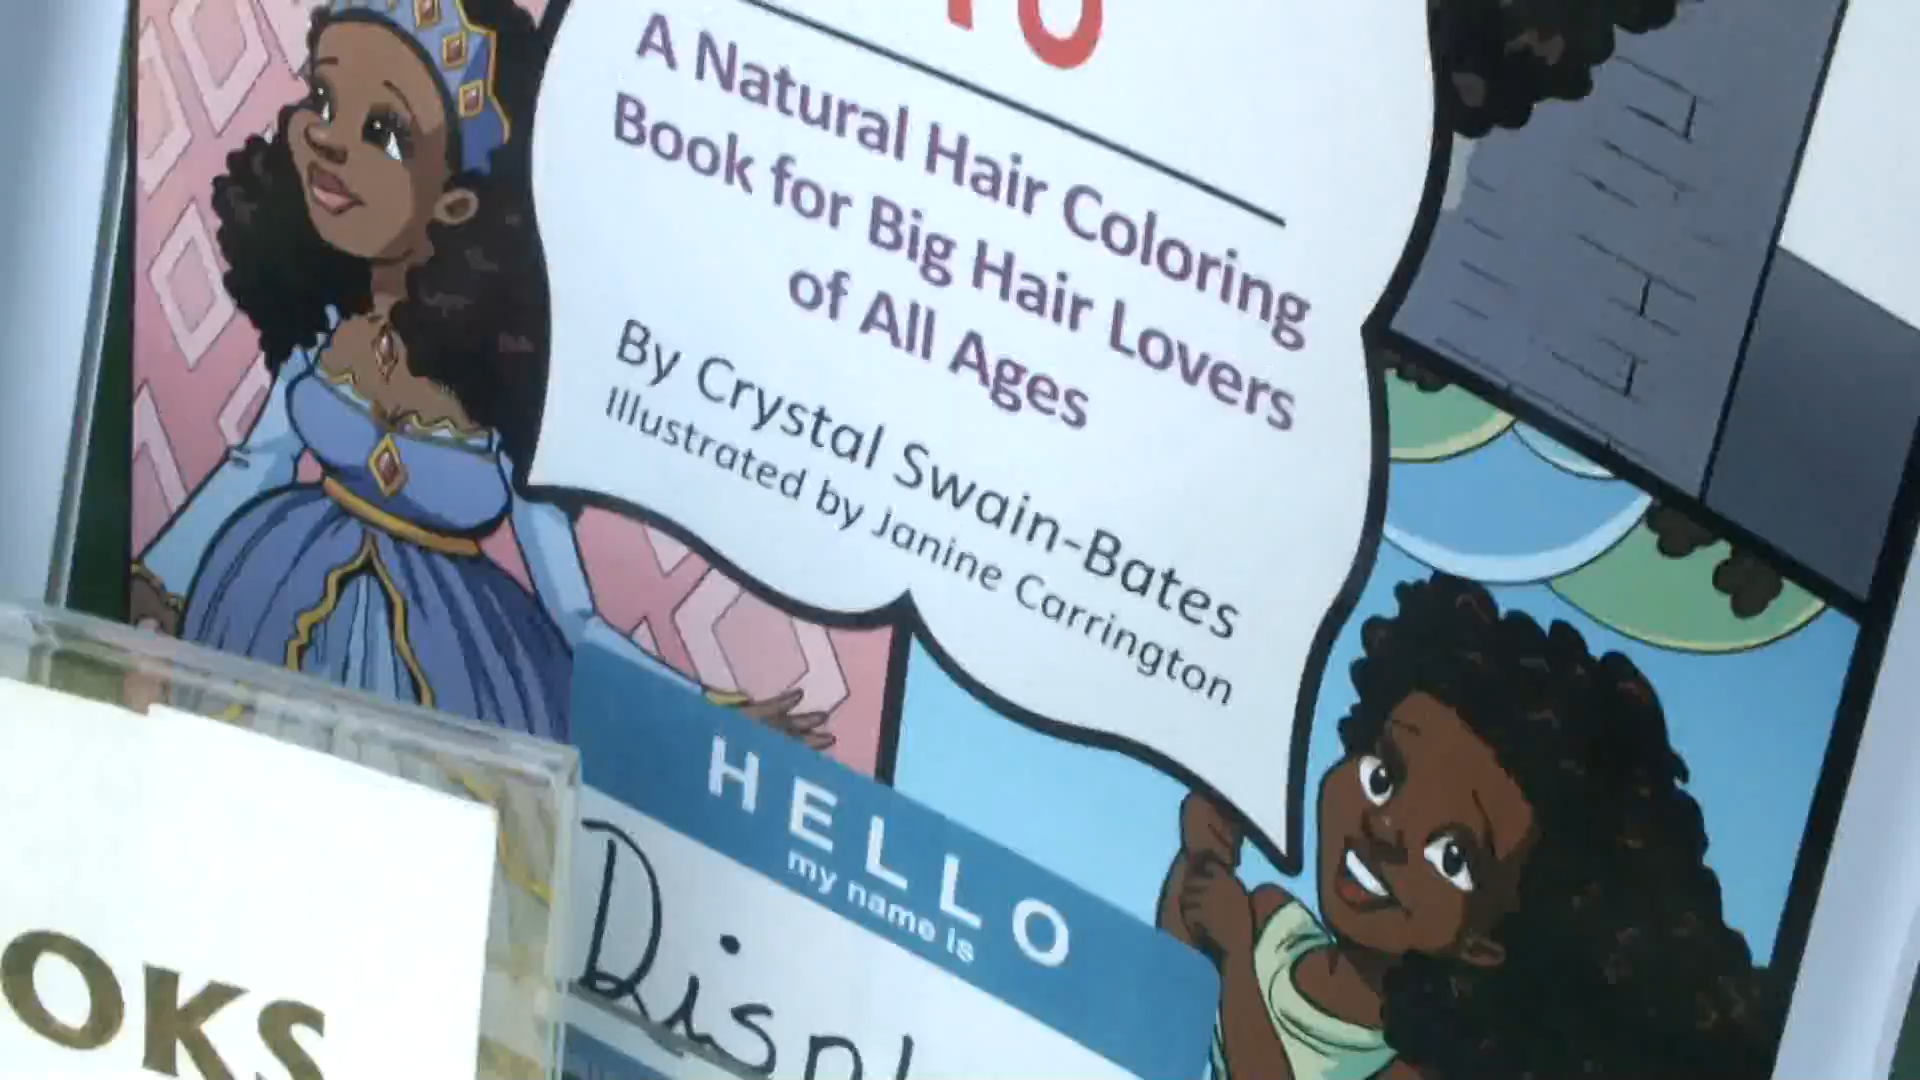 A Natural Hair Coloring
Book for Big Hair Lovers
of All Ages
By Crystal Swain-Bates
Illustrated by Janine Carrington
HELLO
my name is